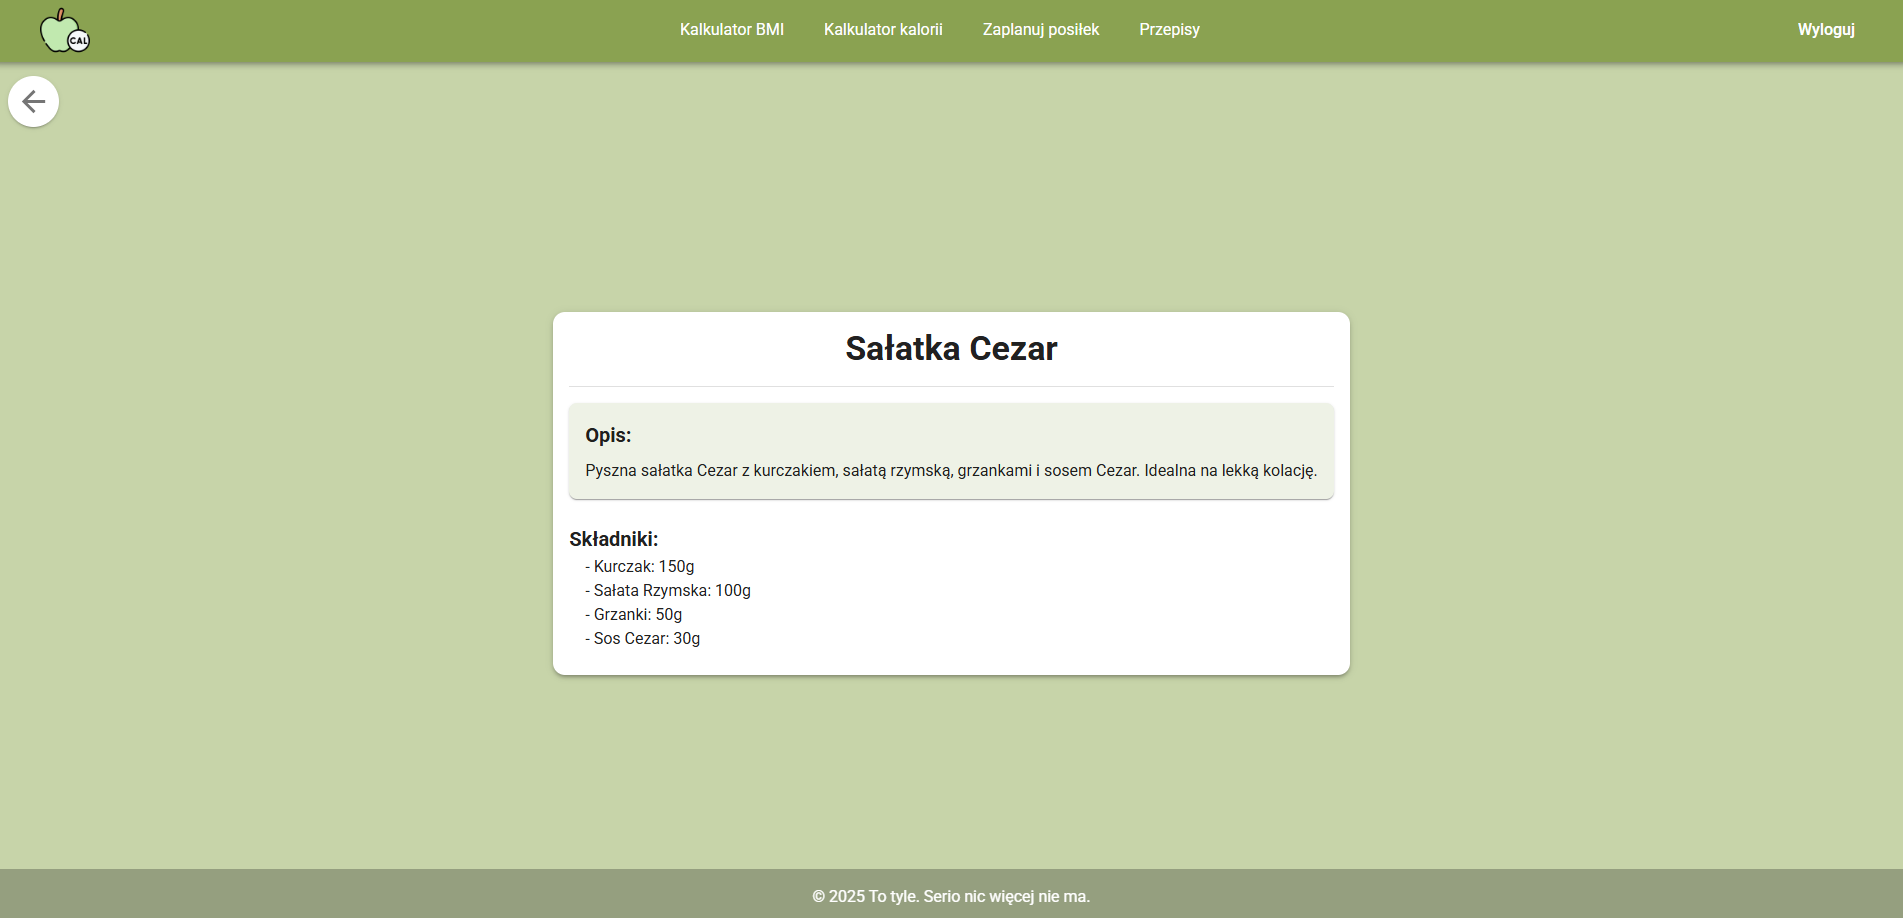 CAL
Kalkulator BMI
Kalkulator kalorii
Zaplanuj posiłek
Przepisy
Wyloguj
Sałatka Cezar
Opis:
Pyszna sałatka Cezar z kurczakiem, sałatą rzymską, grzankami i sosem Cezar. Idealna na lekką kolację.
Składniki:
- Kurczak: 150g
- Sałata Rzymska: 100g
- Grzanki: 50g
- Sos Cezar: 30g
© 2025 To tyle. Serio nic więcej nie ma.